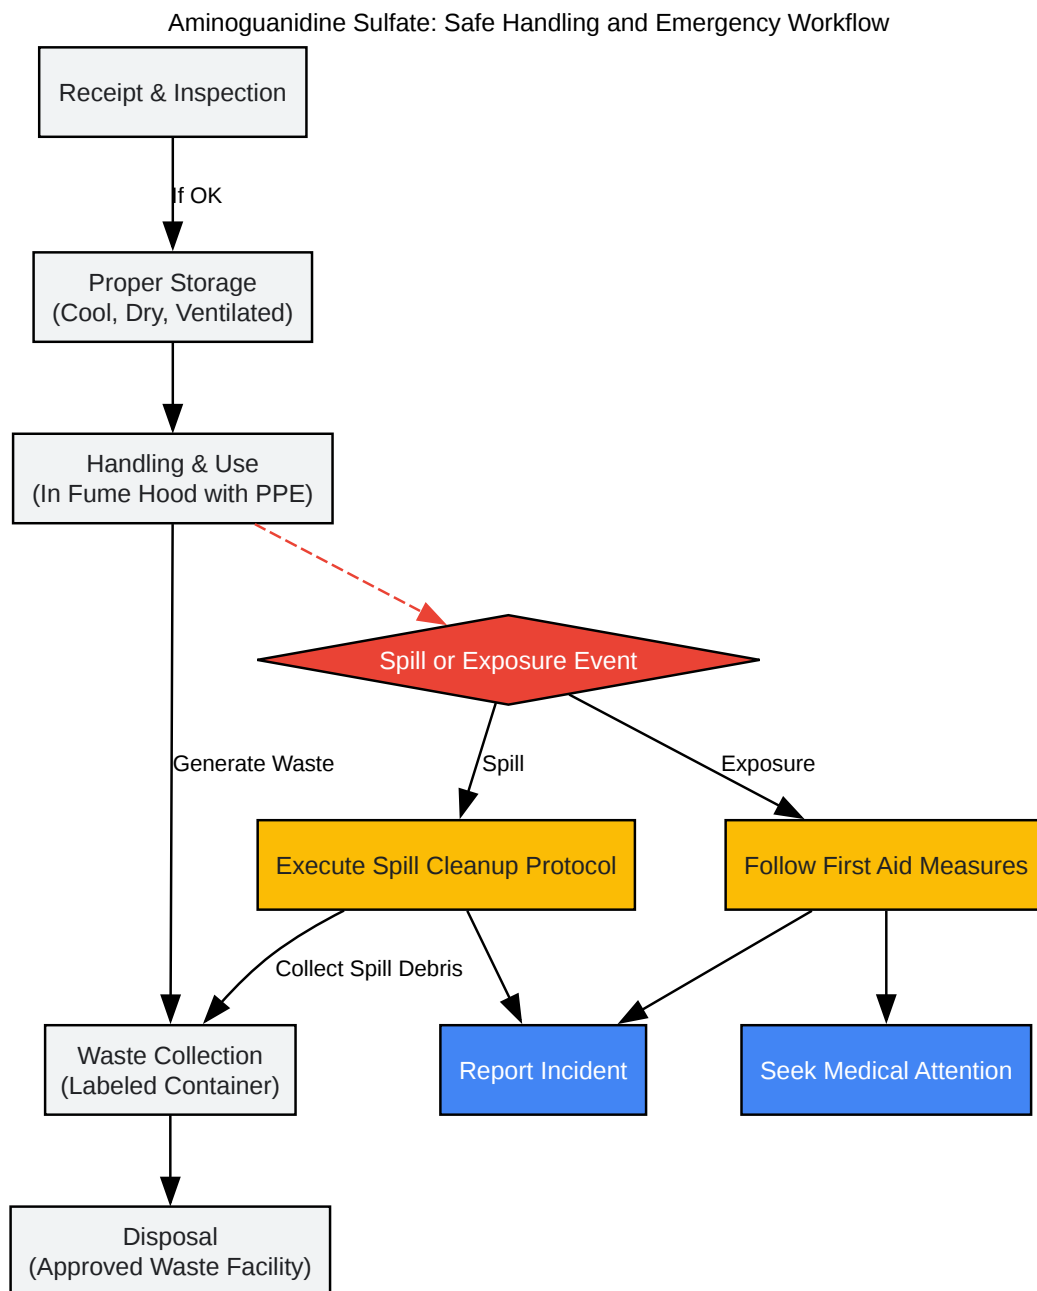 Aminoguanidine Sulfate: Safe Handling and Emergency Workflow
Receipt & Inspection
If OK
Proper Storage
(Cool, Dry, Ventilated)
Handling & Use
(In Fume Hood with PPE)
Spill or Exposure Event
Generate Waste
Spill
Exposure
Execute Spill Cleanup Protocol
Follow First Aid Measures
Collect Spill Debris
Waste Collection
(Labeled Container)
Report Incident
Seek Medical Attention
Disposal
(Approved Waste Facility)